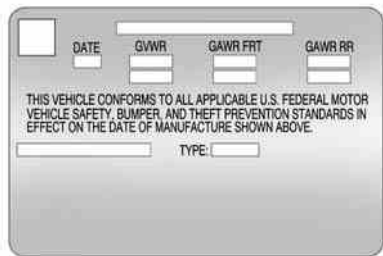 DATE GVWR GAWR FRT GAWR RR
THIS VEHICLE CONFORMS TO ALL APPLICABLE U.S. FEDERAL MOTOR
VEHICLE SAFETY, BUMPER, AND THEFT PREVENTION STANDARDS IN
EFFECT ON THE DATE OF MANUFACTURE SHOWN ABOVE.
TYPE: